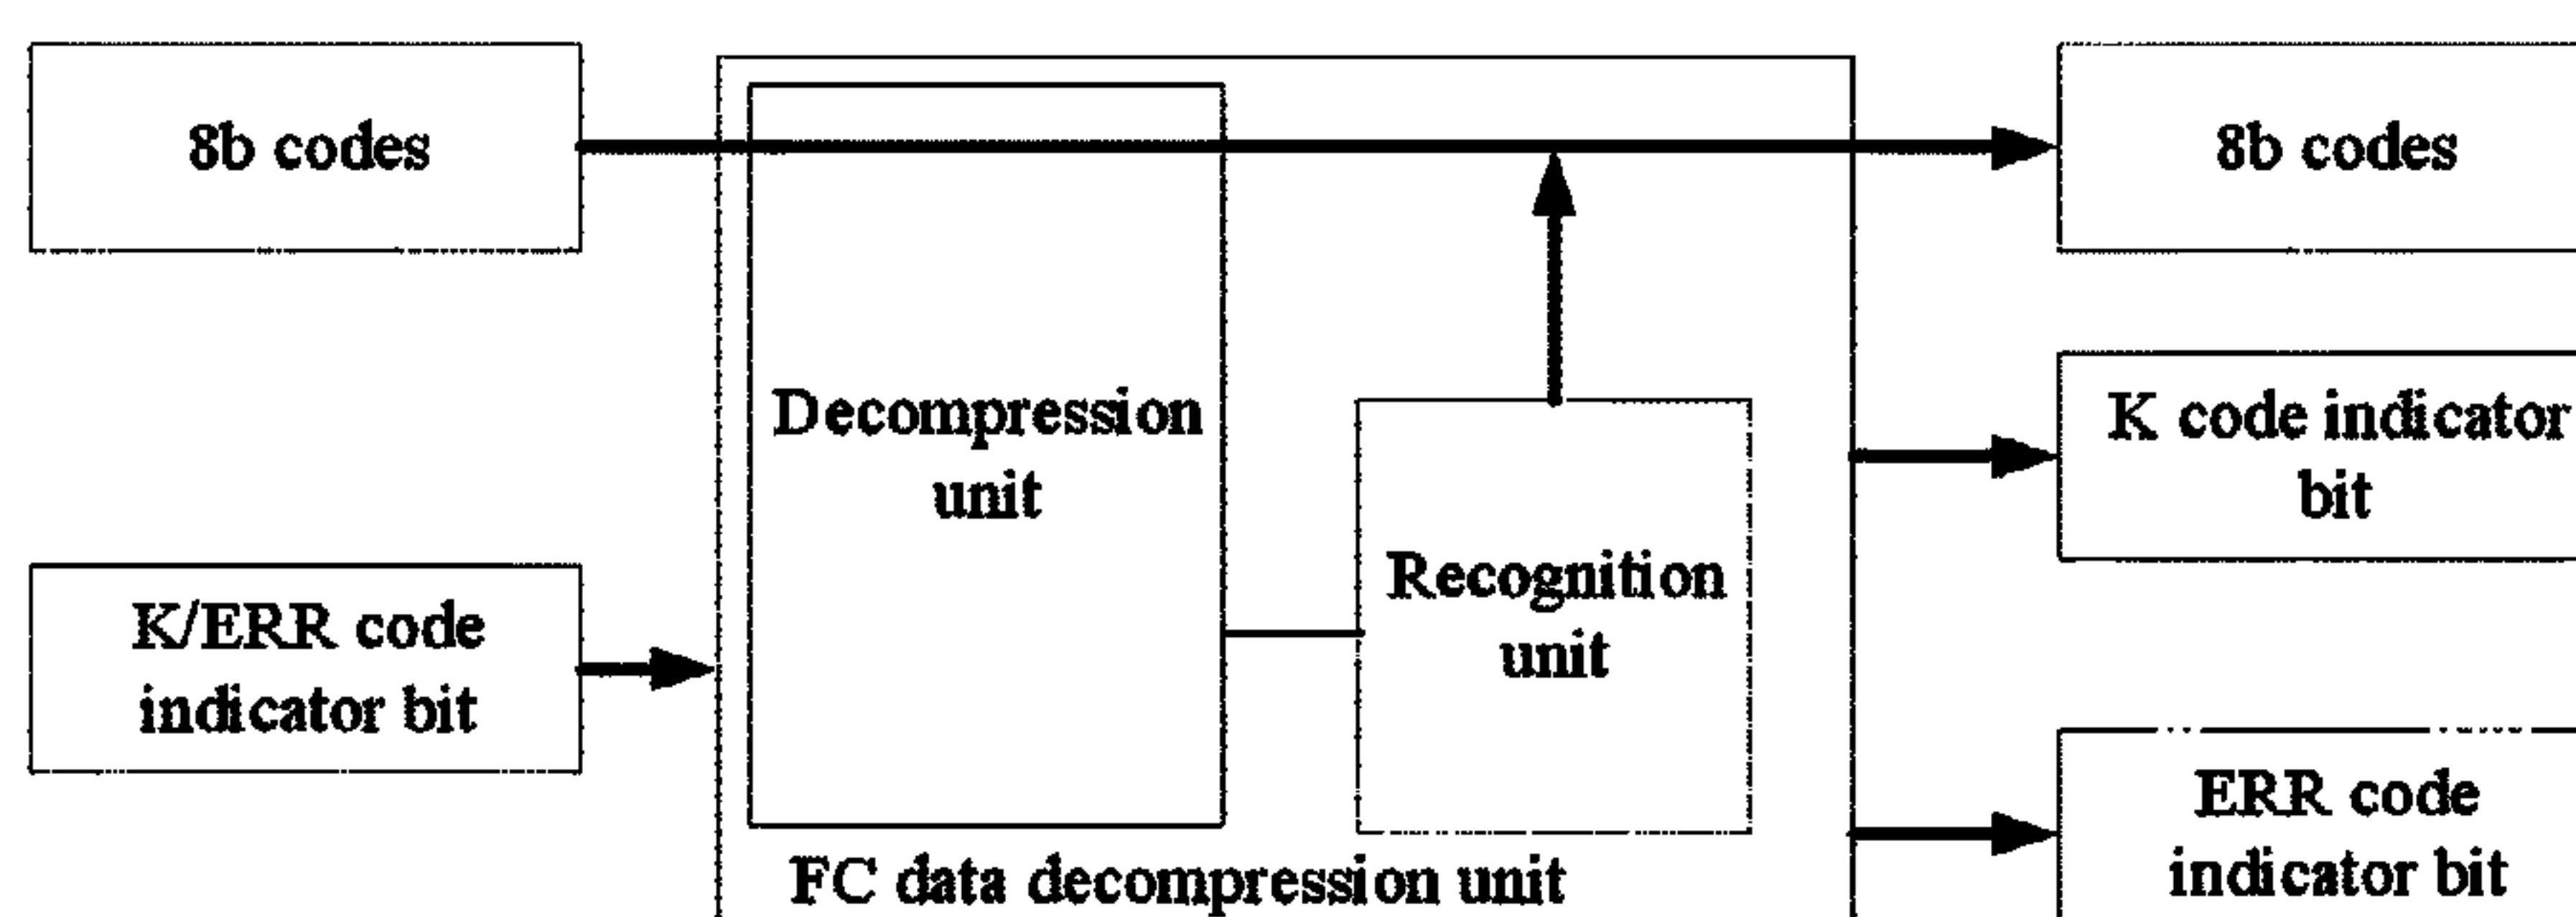 8b codes
K/ERR code
indicator bit
Decompression
unit
Recognition
unit
FC data decompression unit
8b codes
K code indicator
bit
ERR code
indicator bit